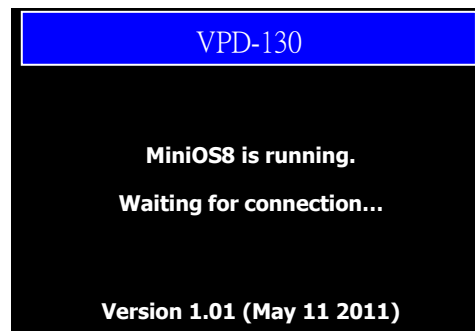 VPD-130
MiniOS8 is running.
Waiting for connection...
Version 1.01 (May 11 2011)